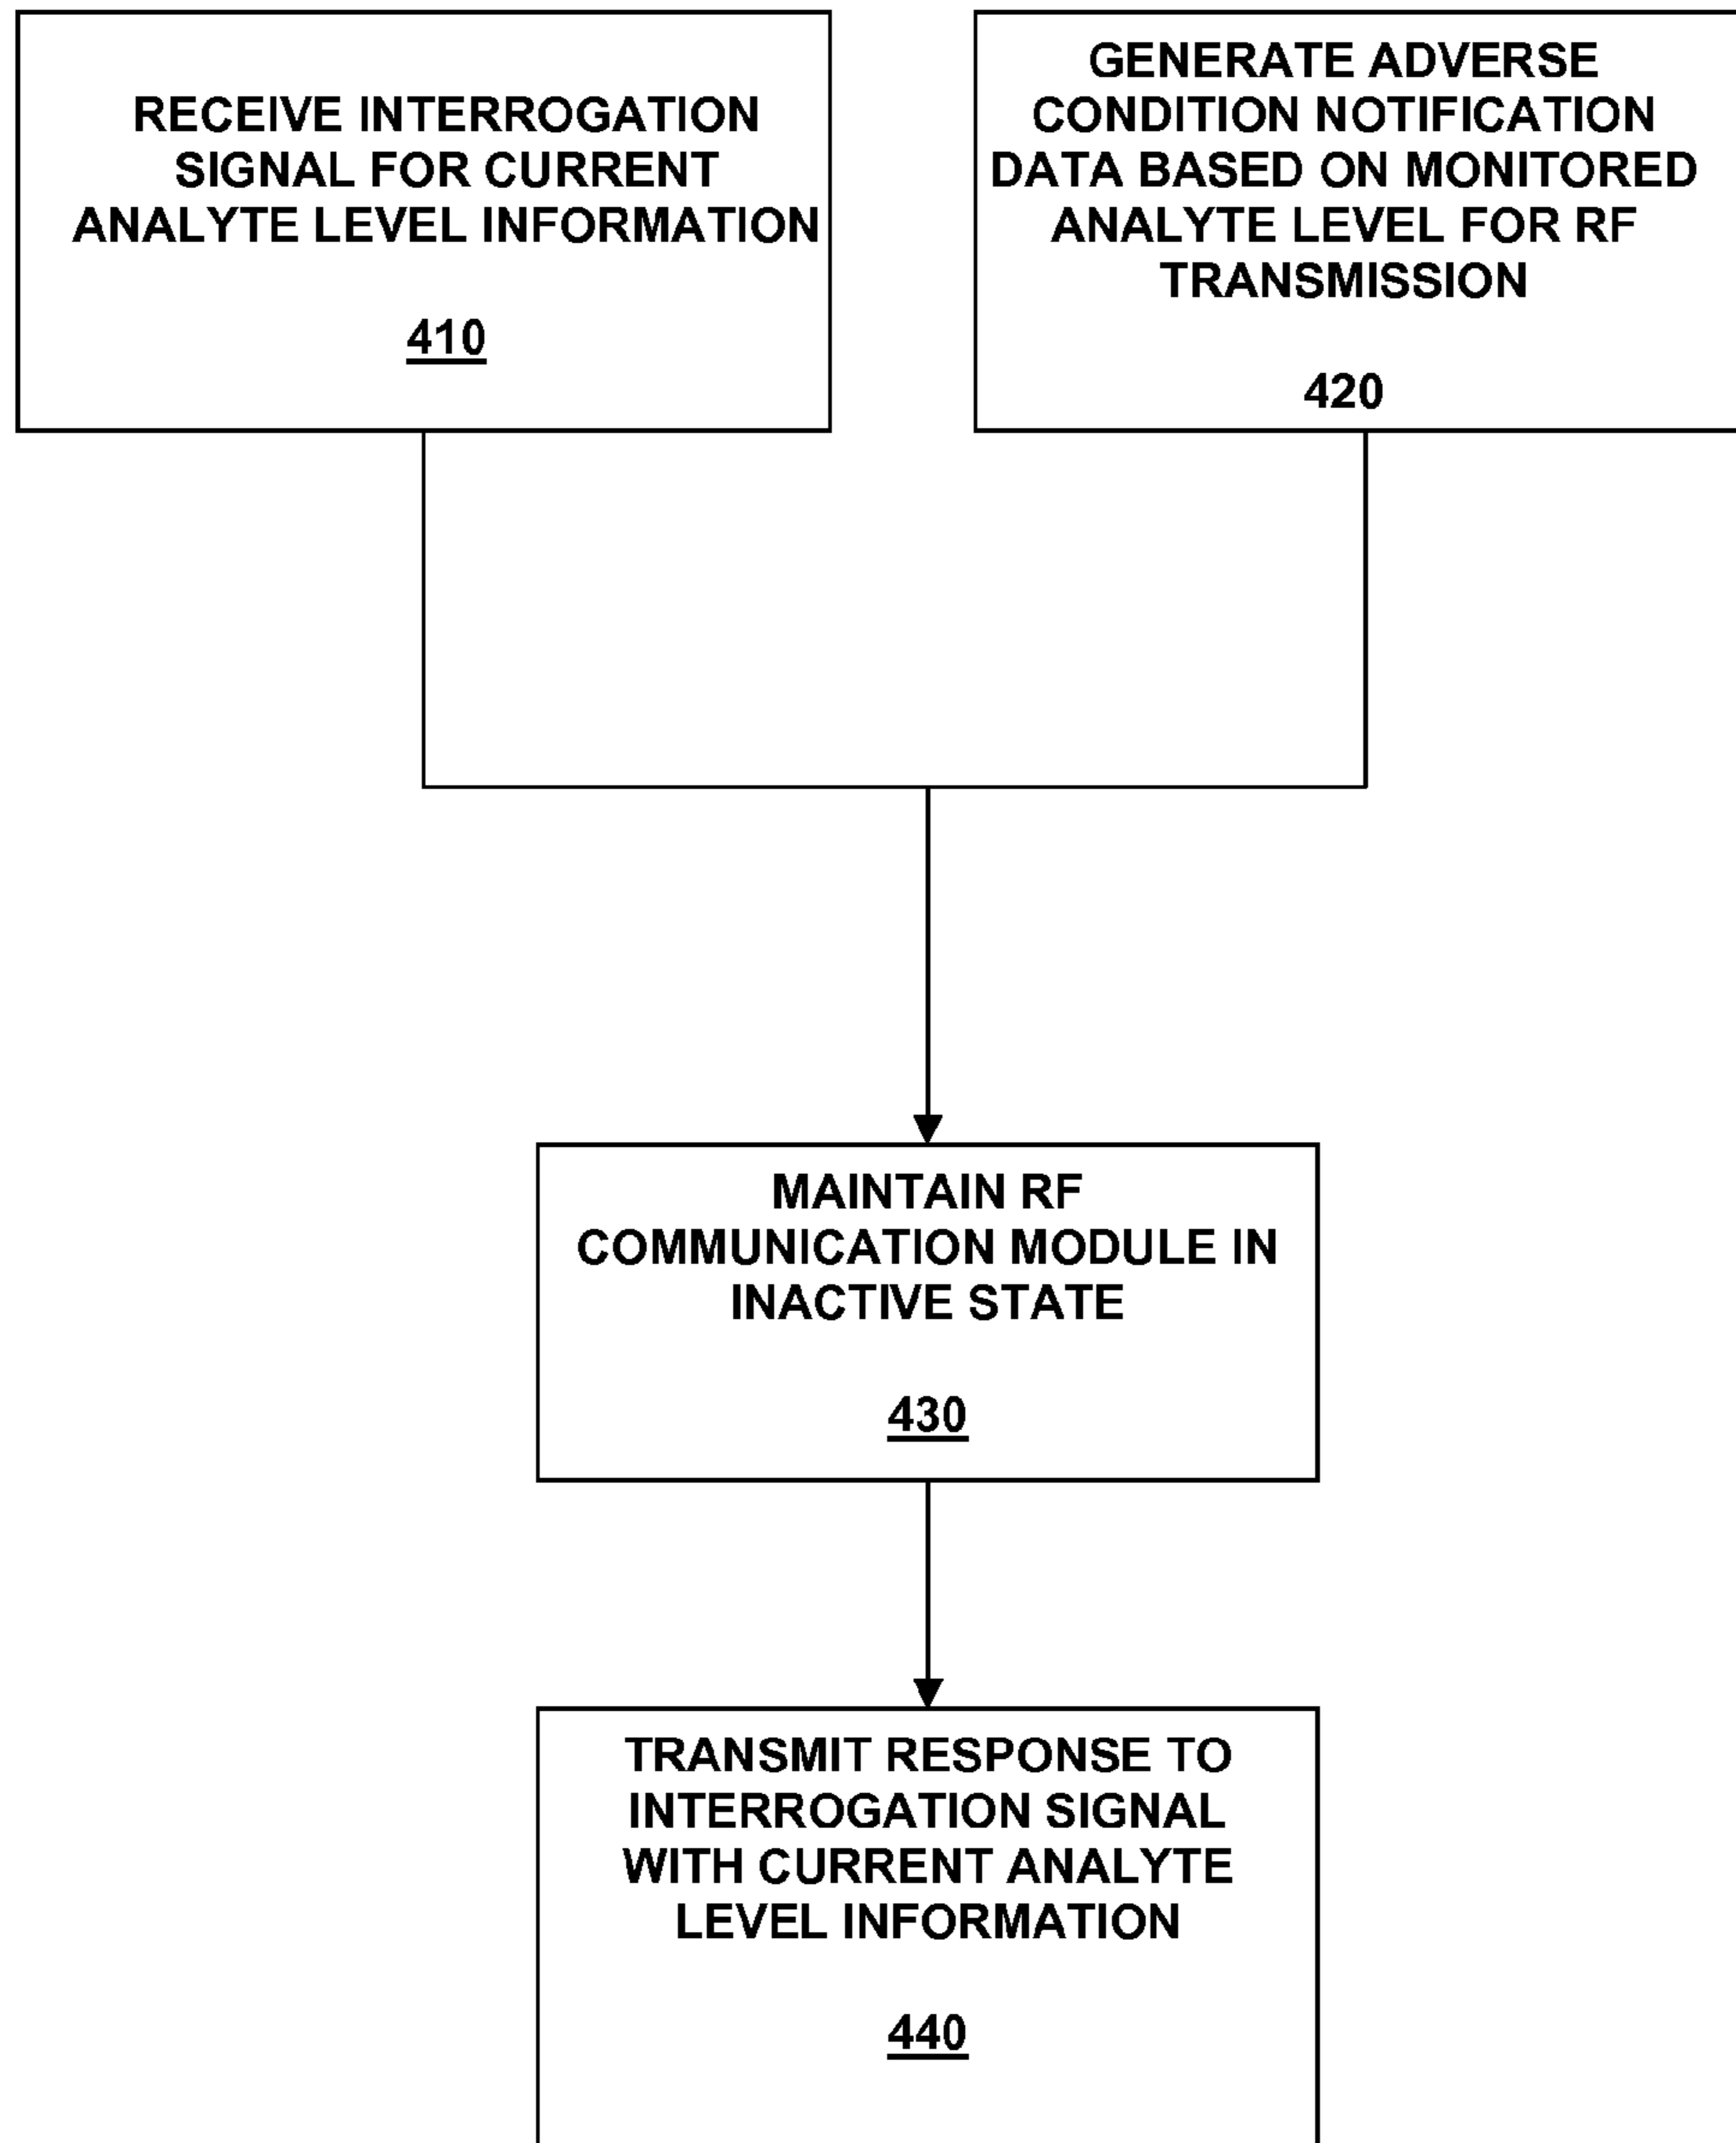 RECEIVE INTERROGATION
SIGNAL FOR CURRENT
ANALYTE LEVEL INFORMATION
410
GENERATE ADVERSE
CONDITION NOTIFICATION
DATA BASED ON MONITORED
ANALYTE LEVEL FOR RF
TRANSMISSION
420
MAINTAIN RF
COMMUNICATION MODULE IN
INACTIVE STATE
430
TRANSMIT RESPONSE TO
INTERROGATION SIGNAL
WITH CURRENT ANALYTE
LEVEL INFORMATION
440